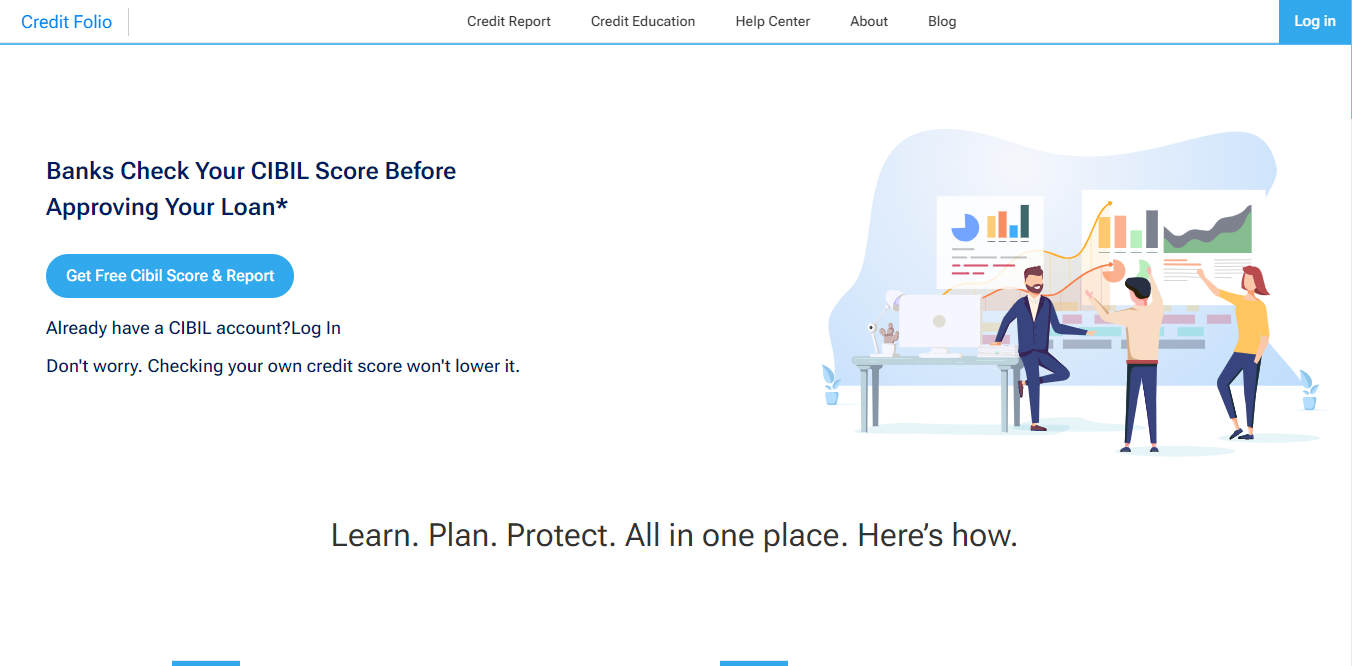 Credit Folio
Credit Report
Credit Education
Help Center
About
Blog
Log in
Banks Check Your CIBIL Score Before
Approving Your Loan*
Get Free Cibil Score & Report
Already have a CIBIL account?Log In
Don't worry. Checking your own credit score won't lower it.
Learn. Plan. Protect. All in one place. Here’s how.